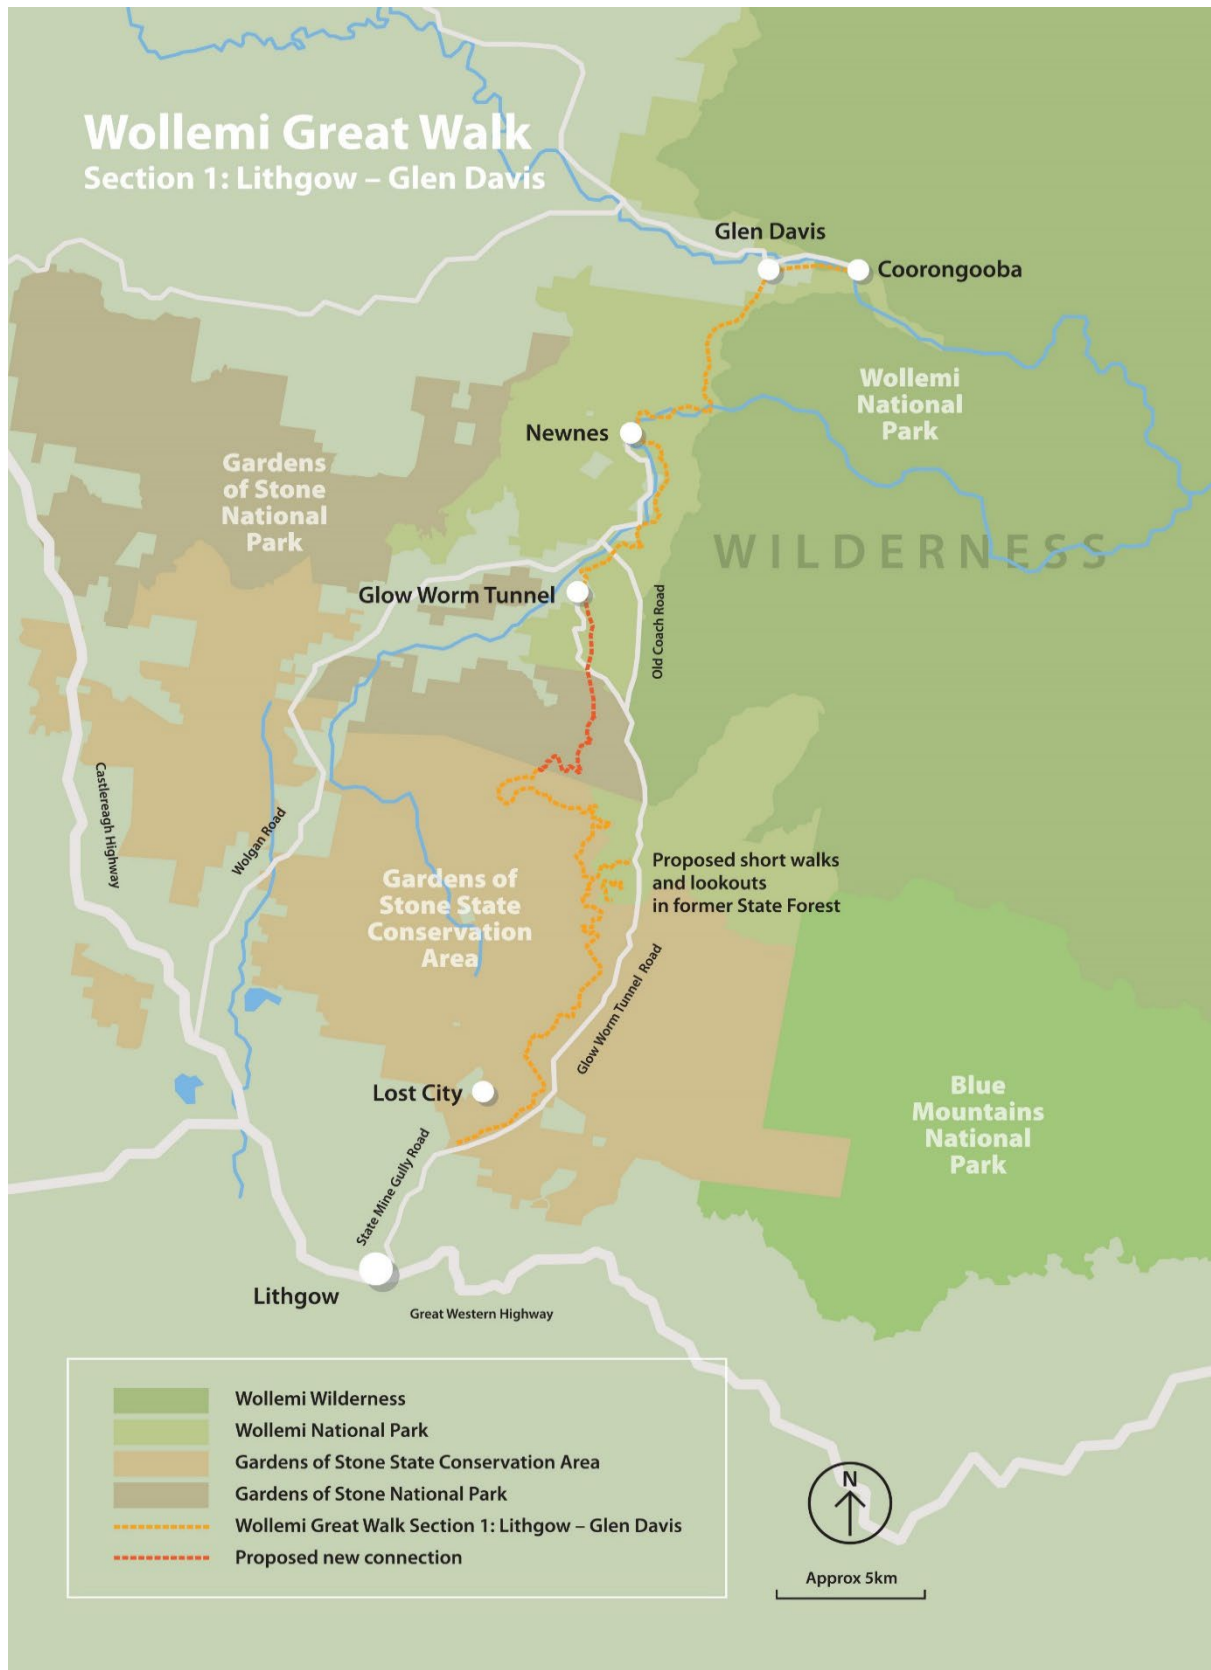 Wollemi Great Walk
Section 1: Lithgow – Glen Davis
Glen Davis
Coorongooba
Wollemi
National
Park
Newnes
Gardens
of Stone
National
Park
WILDERNESS
Glow Worm Tunnel
Old Coach Road
Castlereagh Highway
Wolgan Road
Proposed short walks
and lookouts
in former State Forest
Gardens of
Stone State
Conservation
Area
Glow Worm Tunnel Road
Lost City
Blue
Mountains
National
Park
State Mine Gully Road
Lithgow
Great Western Highway
Wollemi Wilderness
Wollemi National Park
Gardens of Stone State Conservation Area
Gardens of Stone National Park
Wollemi Great Walk Section 1: Lithgow – Glen Davis
Proposed new connection
N
Approx 5km